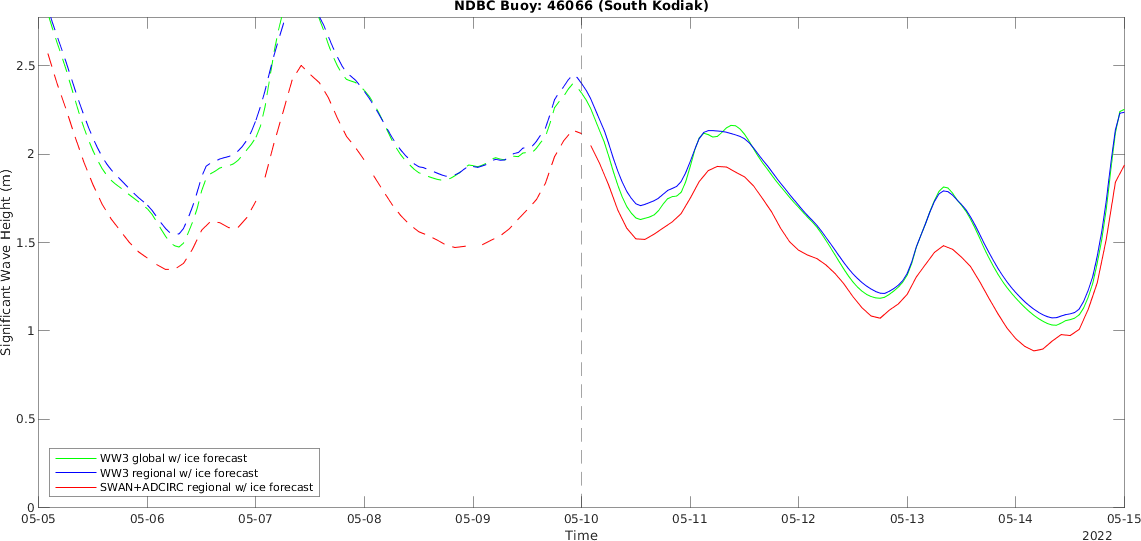 NDBC Buoy: 46066 (South Kodiak)
Significant Wave Height (m)
2.5
2
1.5
1
0.5
0
WW3 global w/ ice forecast
WW3 regional w/ ice forecast
SWAN+ADCIRC regional w/ ice forecast
05-05 05-06 05-07 05-08 05-09 05-10 05-11 05-12 05-13 05-14 05-15
Time
2022